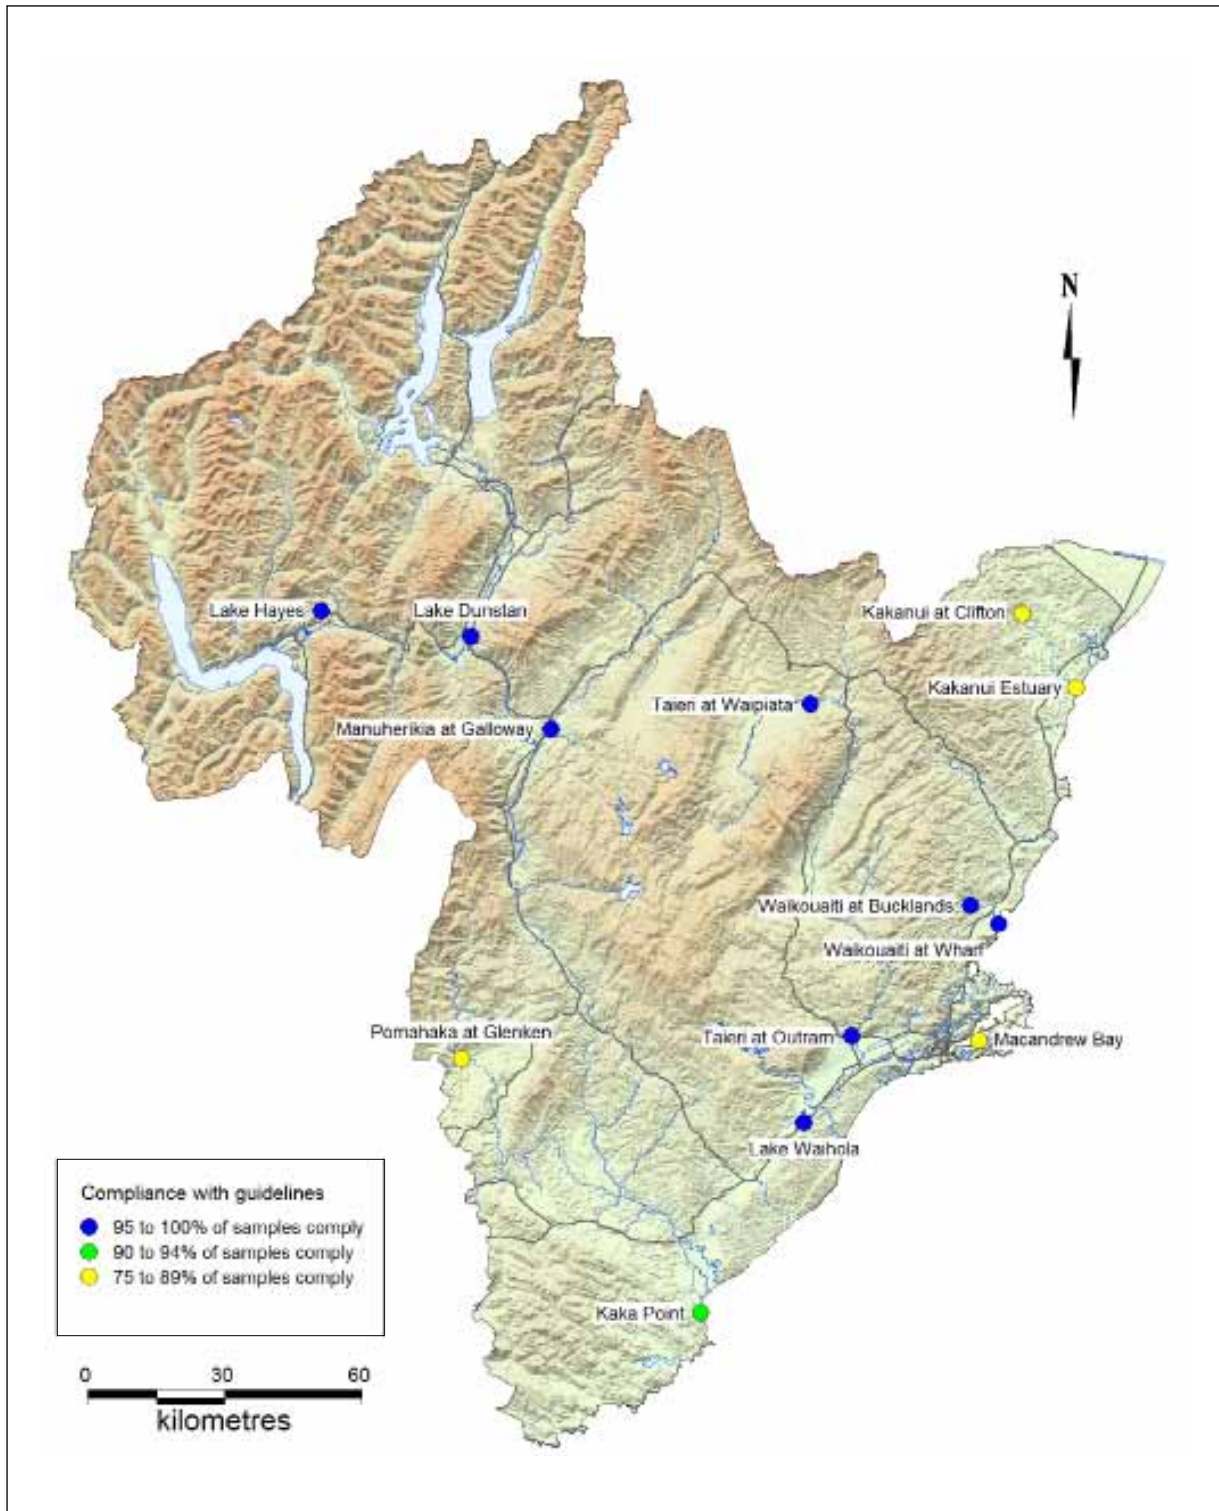 N
Lake Hayes
Lake Dunstan
Kakanui at Clifton
Kakanui Estuary
Taieri at Waipiata
Manuherikia at Galloway
Waikouaiti at Bucklands
Waikouaiti at Wharf
Pomahaka at Glenken
Taieri at Outram
Macandrew Bay
Lake Waihola
Compliance with guidelines
95 to 100% of samples comply
90 to 94% of samples comply
75 to 89% of samples comply
Kaka Point
0 30 60
kilometres